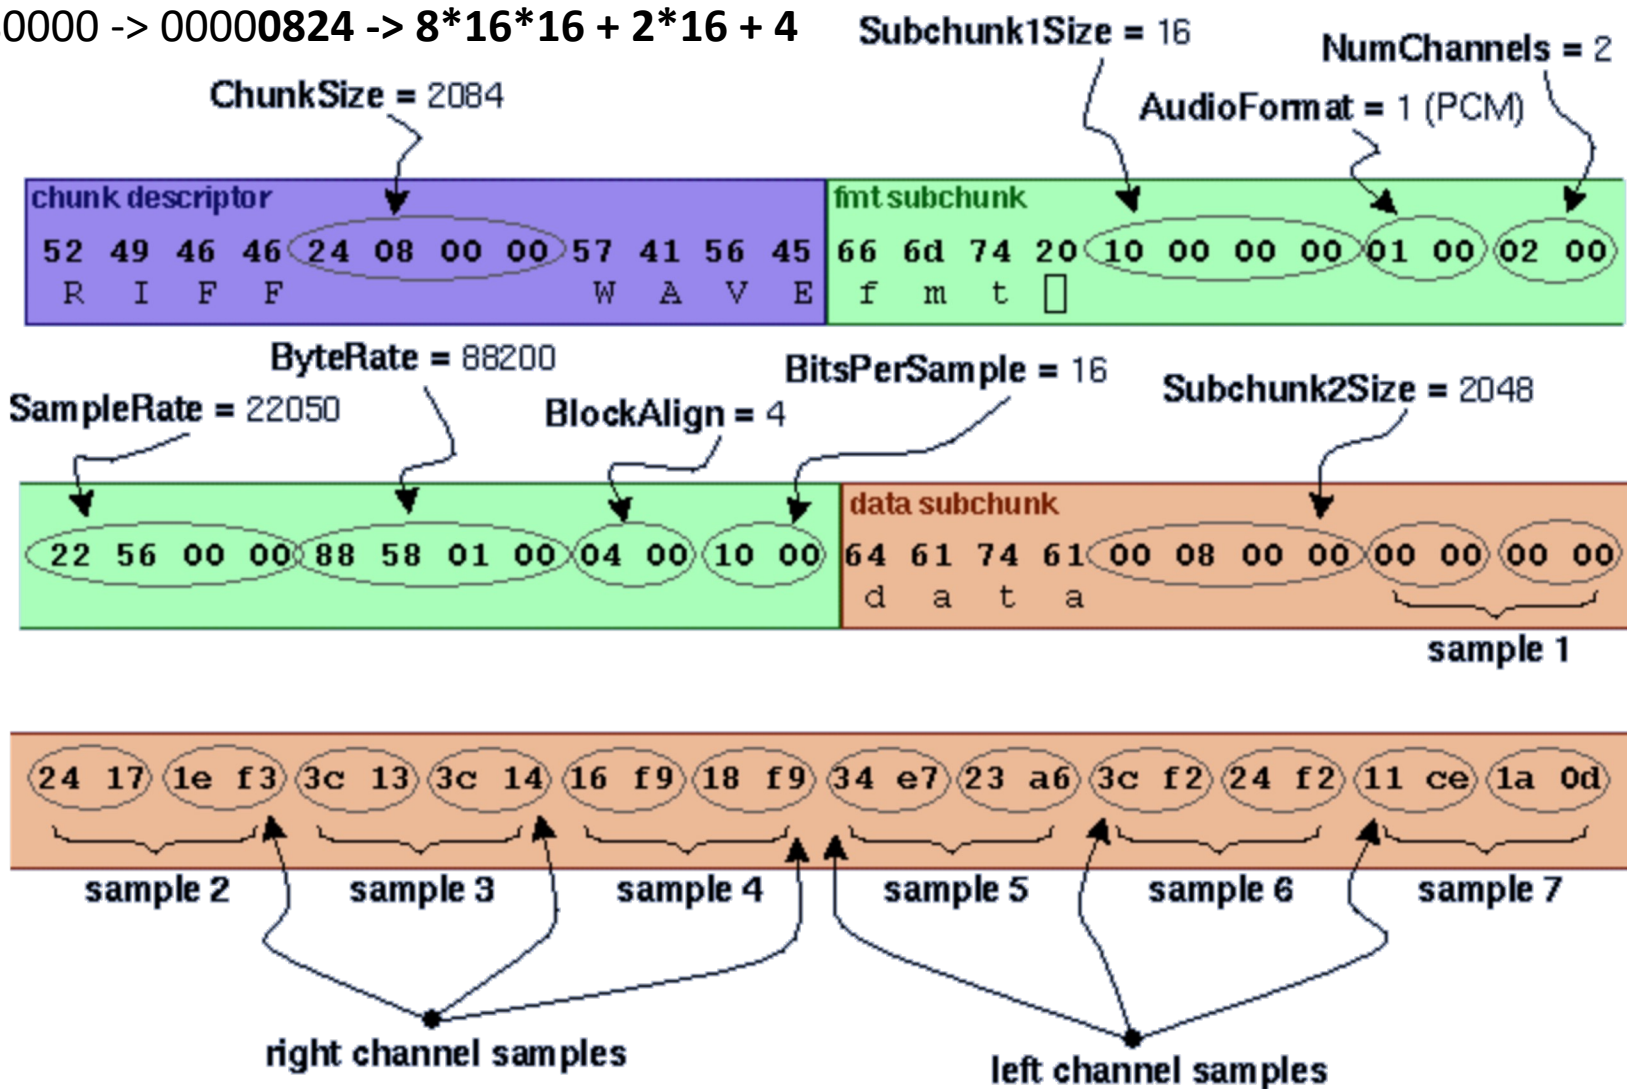 0000 -> 00000824 -> 8*16*16 + 2*16 + 4
Subchunk1Size = 16
NumChannels = 2
ChunkSize = 2084
AudioFormat = 1 (PCM)
chunk descriptor
fmt subchunk
52 49 46 46 24 08 00 00 57 41 56 45 66 6d 74 20 10 00 00 00 01 00 02 00
R I F F W A V E f m t
ByteRate = 88200
BitsPerSample = 16
Subchunk2Size = 2048
SampleRate = 22050
BlockAlign = 4
data subchunk
22 56 00 00 88 58 01 00 04 00 10 00 64 61 74 61 00 08 00 00 00 00 00 00
d a t a
sample 1
24 17 1e f3 3c 13 3c 14 16 f9 18 f9 34 e7 23 a6 3c f2 24 f2 11 ce 1a 0d
sample 2 sample 3 sample 4 sample 5 sample 6 sample 7
right channel samples
left channel samples